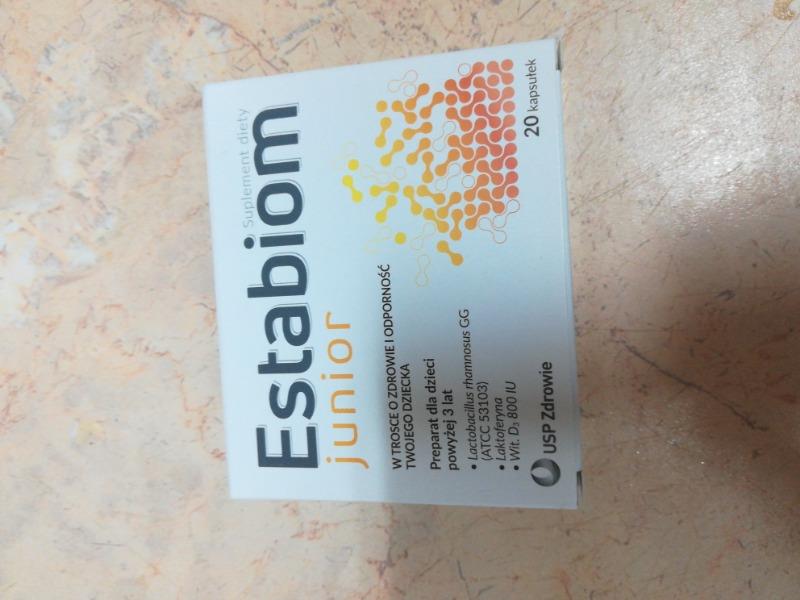 Suplement diety
Estabiom
junior
W TROSCE O ZDROWIE I ODPORNOŚĆ
TWOJEGO DZIECKA
Preparat dla dzieci
powyżej 3 lat
• Lactobacillus rhamnosus GG
(ATCC 53103)
• Laktoferyna
• Wit. D₃ 800 IU
USP Zdrowie
20 kapsułek